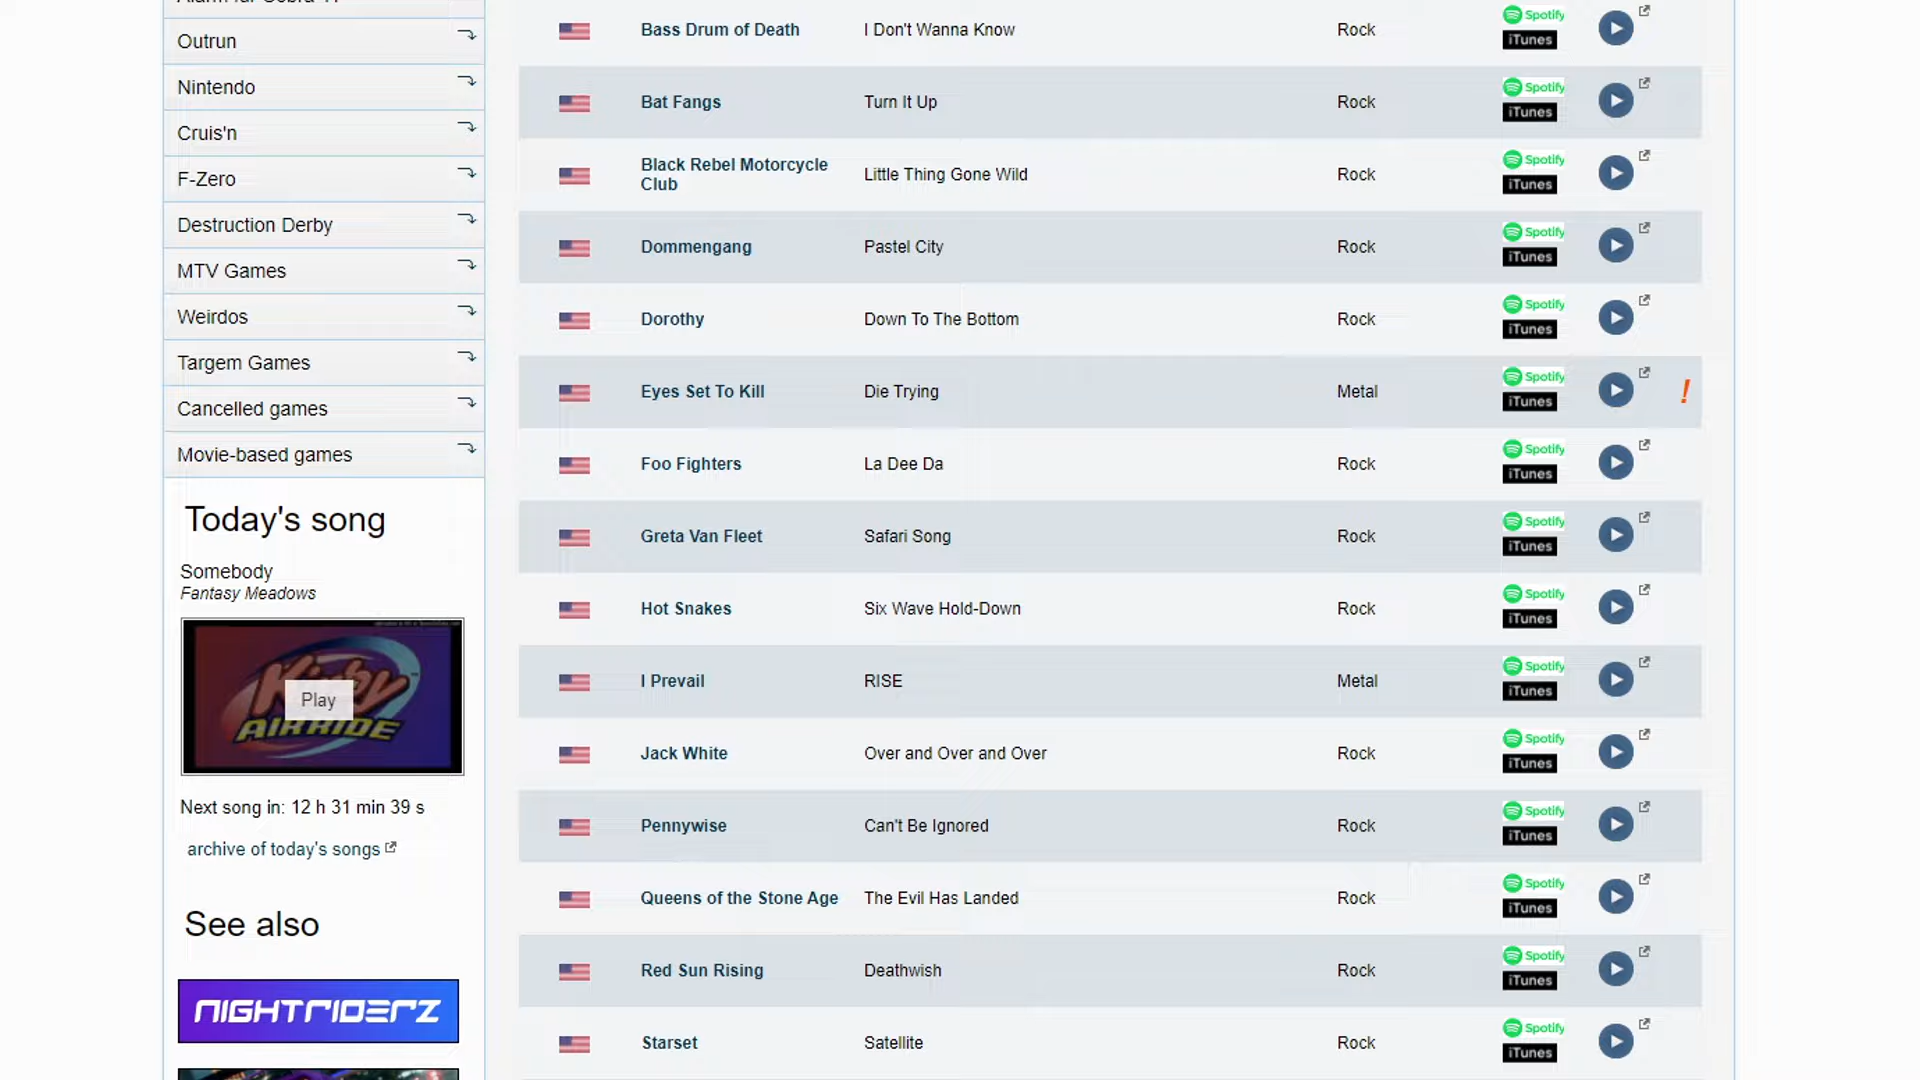 Outrun
Nintendo
Cruis'n
F-Zero
Destruction Derby
MTV Games
Weirdos
Targem Games
Cancelled games
Movie-based games
Today's song
Somebody
Fantasy Meadows
Kirby
AIR RIDE
Play
Next song in: 12 h 31 min 39 s
archive of today's songs
See also
NIGHTRIDERZ
Bass Drum of Death I Don't Wanna Know Rock Spotify iTunes
Bat Fangs Turn It Up Rock Spotify iTunes
Black Rebel Motorcycle
Club Little Thing Gone Wild Rock Spotify iTunes
Dommengang Pastel City Rock Spotify iTunes
Dorothy Down To The Bottom Rock Spotify iTunes
Eyes Set To Kill Die Trying Metal Spotify iTunes !
Foo Fighters La Dee Da Rock Spotify iTunes
Greta Van Fleet Safari Song Rock Spotify iTunes
Hot Snakes Six Wave Hold-Down Rock Spotify iTunes
I Prevail RISE Metal Spotify iTunes
Jack White Over and Over and Over Rock Spotify iTunes
Pennywise Can't Be Ignored Rock Spotify iTunes
Queens of the Stone Age The Evil Has Landed Rock Spotify iTunes
Red Sun Rising Deathwish Rock Spotify iTunes
Starset Satellite Rock Spotify iTunes